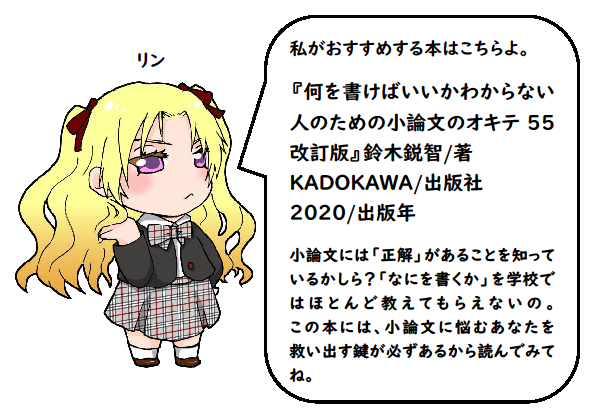 リン
私がおすすめする本はこちらよ。
『何を書けばいいかわからない
人のための小論文のオキテ 55
改訂版』鈴木鋭智/著
KADOKAWA/出版社
2020/出版年
小論文には「正解」があることを知って
いるかしら？「なにを書くか」を学校で
はほとんど教えてもらえないの。
この本には、小論文に悩むあなたを
救い出す鍵が必ずあるから読んでみて
ね。